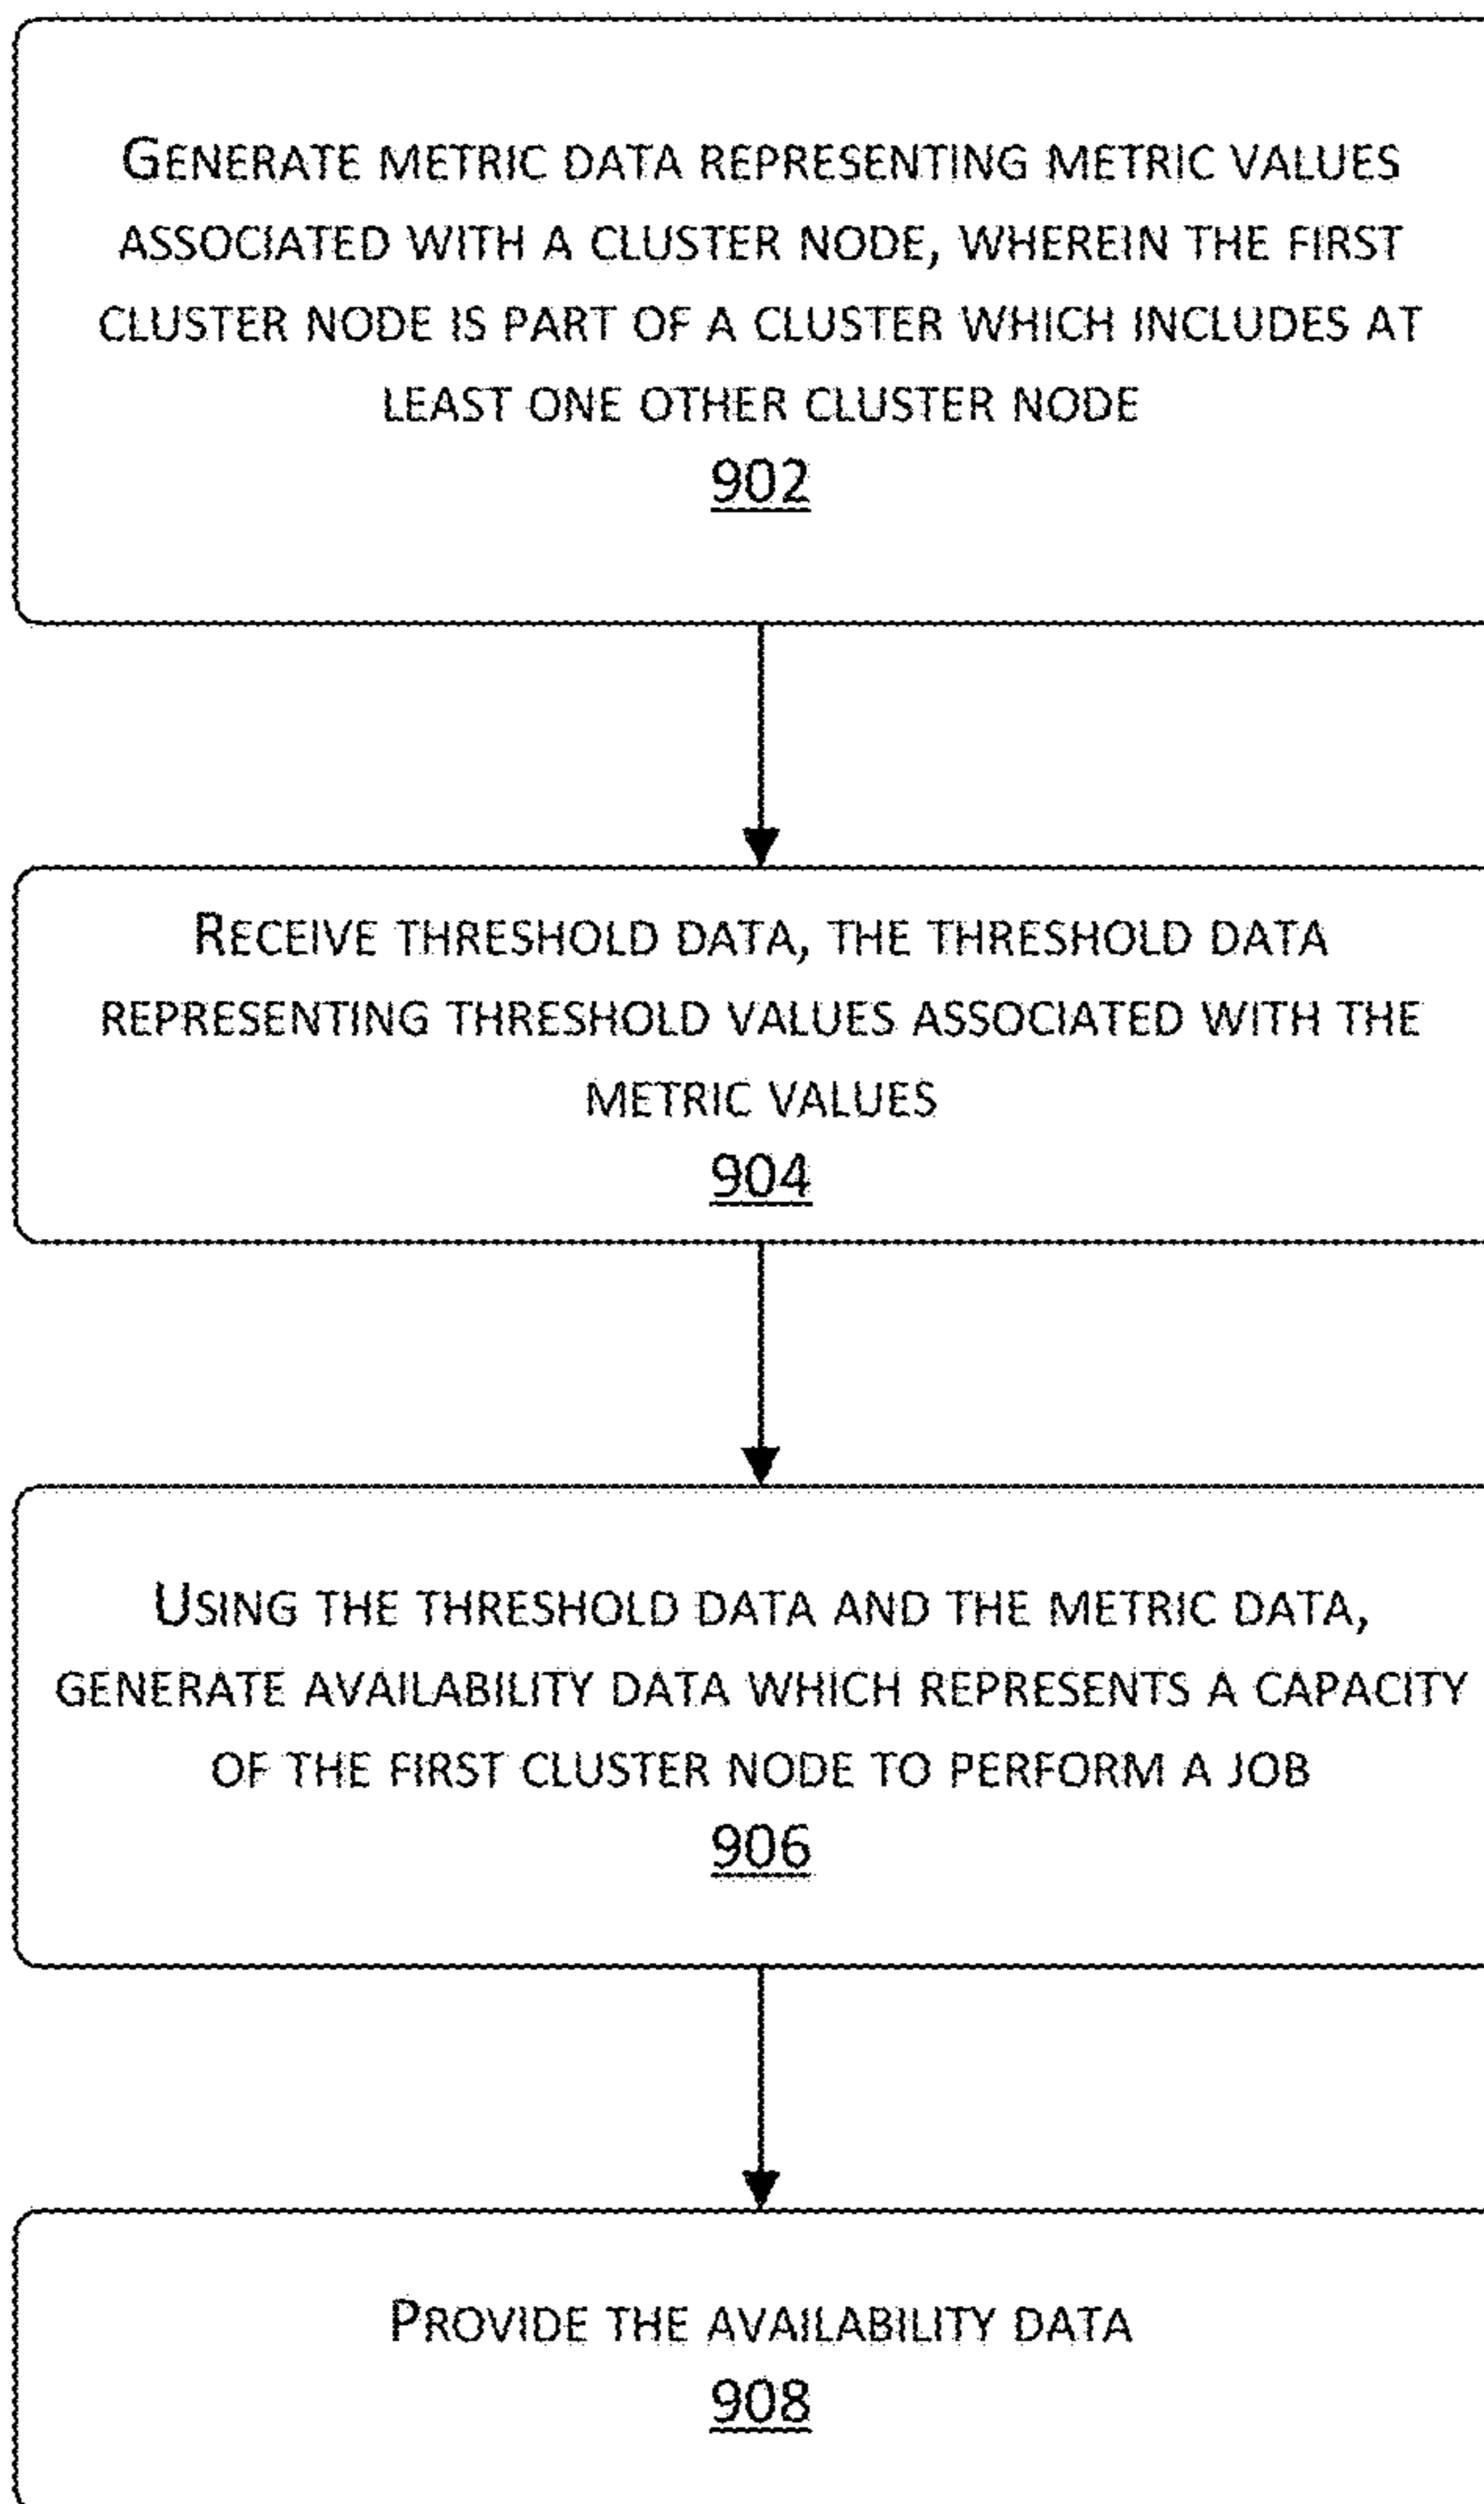 GENERATE METRIC DATA REPRESENTING METRIC VALUES
ASSOCIATED WITH A CLUSTER NODE, WHEREIN THE FIRST
CLUSTER NODE IS PART OF A CLUSTER WHICH INCLUDES AT
LEAST ONE OTHER CLUSTER NODE
902
RECEIVE THRESHOLD DATA, THE THRESHOLD DATA
REPRESENTING THRESHOLD VALUES ASSOCIATED WITH THE
METRIC VALUES
904
USING THE THRESHOLD DATA AND THE METRIC DATA,
GENERATE AVAILABILITY DATA WHICH REPRESENTS A CAPACITY
OF THE FIRST CLUSTER NODE TO PERFORM A JOB
906
PROVIDE THE AVAILABILITY DATA
908